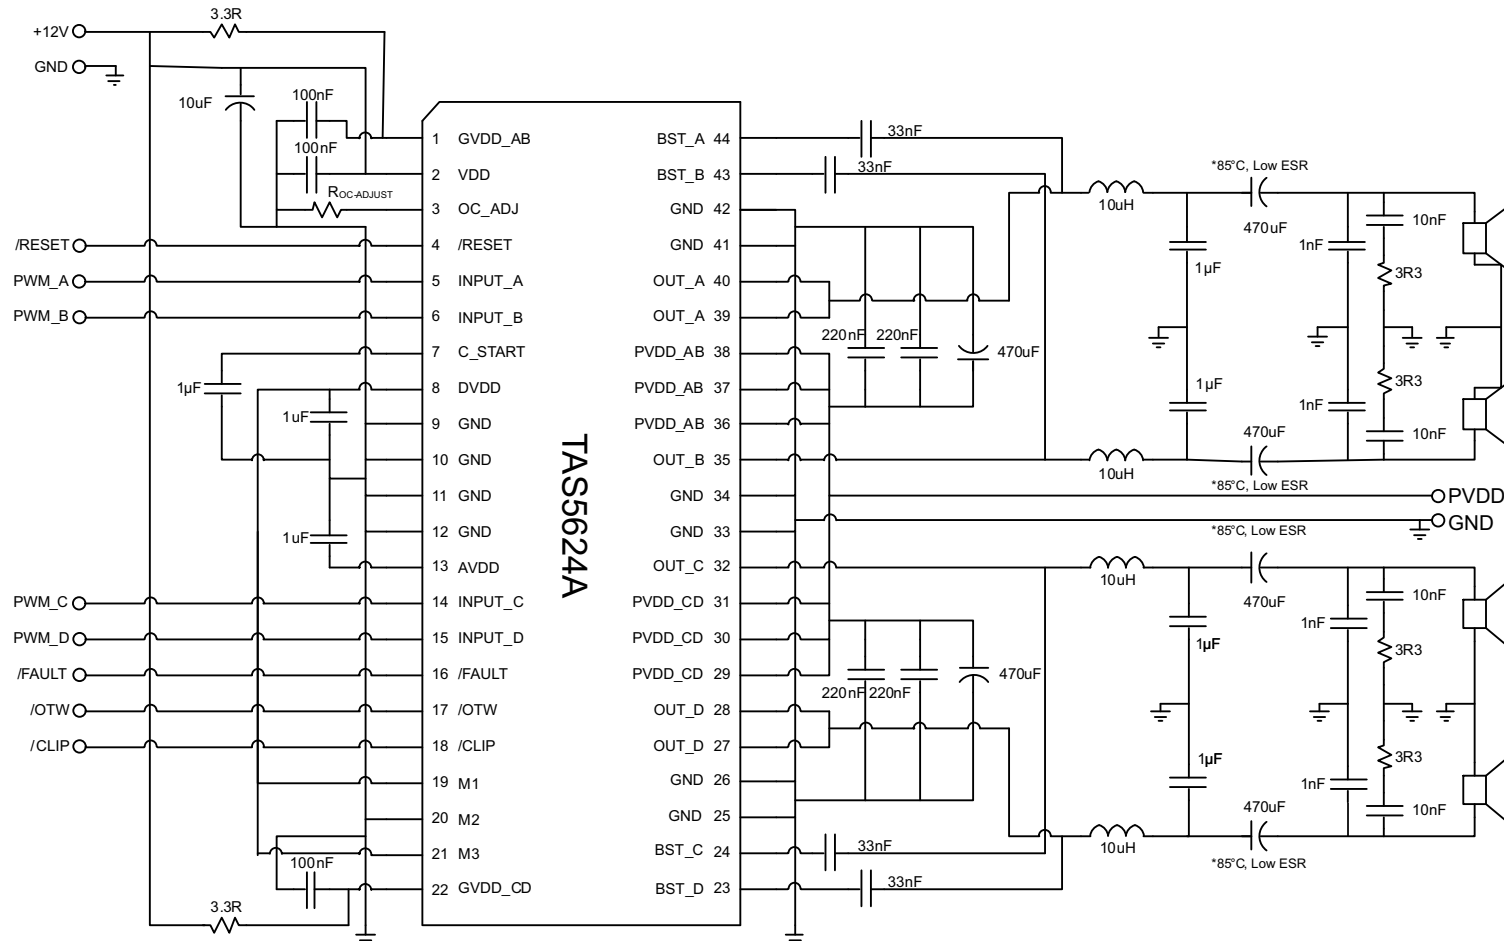 3.3R
+12V
GND
10uF
100nF
100nF
R_OC-ADJUST
/RESET
PWM_A
PWM_B
1µF
1uF
1uF
PWM_C
PWM_D
/FAULT
/OTW
/CLIP
100nF
3.3R
1 GVDD_AB
2 VDD
3 OC_ADJ
4 /RESET
5 INPUT_A
6 INPUT_B
7 C_START
8 DVDD
9 GND
10 GND
11 GND
12 GND
13 AVDD
14 INPUT_C
15 INPUT_D
16 /FAULT
17 /OTW
18 /CLIP
19 M1
20 M2
21 M3
22 GVDD_CD
TAS5624A
BST_A 44
BST_B 43
GND 42
GND 41
OUT_A 40
OUT_A 39
PVDD_AB 38
PVDD_AB 37
PVDD_AB 36
OUT_B 35
GND 34
GND 33
OUT_C 32
PVDD_CD 31
PVDD_CD 30
PVDD_CD 29
OUT_D 28
OUT_D 27
GND 26
GND 25
BST_C 24
BST_D 23
33nF
33nF
220nF
220nF
470uF
220nF
220nF
470uF
33nF
33nF
*85°C, Low ESR
10uH
470uF
10nF
1nF
1µF
3R3
3R3
1µF
1nF
470uF
10nF
10uH
*85°C, Low ESR
PVDD
GND
*85°C, Low ESR
10uH
470uF
10nF
1nF
1µF
3R3
1µF
3R3
1nF
470uF
10nF
10uH
*85°C, Low ESR